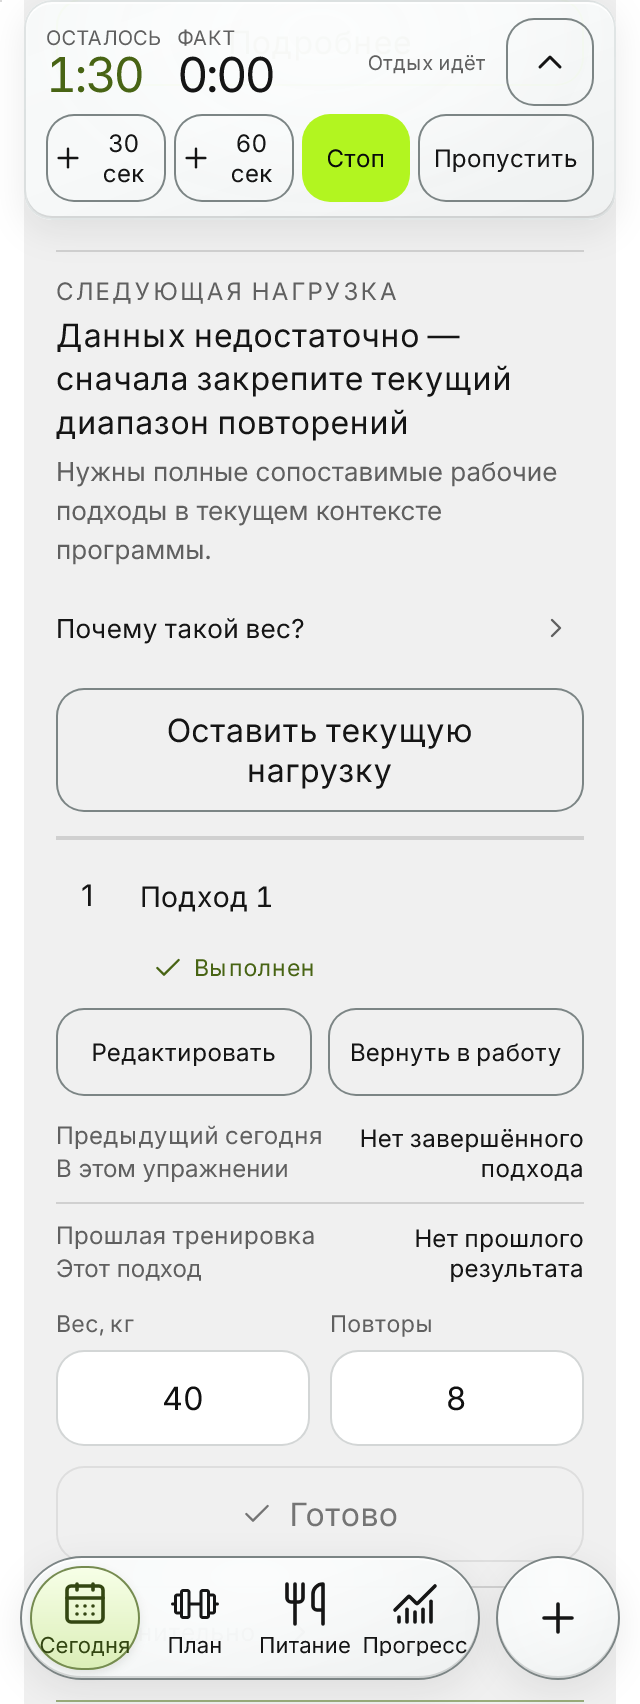 Подробнее
ОСТАЛОСЬ ФАКТ
1:30 0:00
Отдых идёт
30 сек
60 сек
Стоп
Пропустить
СЛЕДУЮЩАЯ НАГРУЗКА
Данных недостаточно —
сначала закрепите текущий
диапазон повторений
Нужны полные сопоставимые рабочие
подходы в текущем контексте
программы.
Почему такой вес?
Оставить текущую
нагрузку
1 Подход 1
Выполнен
Редактировать
Вернуть в работу
Предыдущий сегодня
В этом упражнении
Нет завершённого
подхода
Прошлая тренировка
Этот подход
Нет прошлого
результата
Вес, кг
Повторы
40
8
Готово
Сегодня
План
Питание
Прогресс